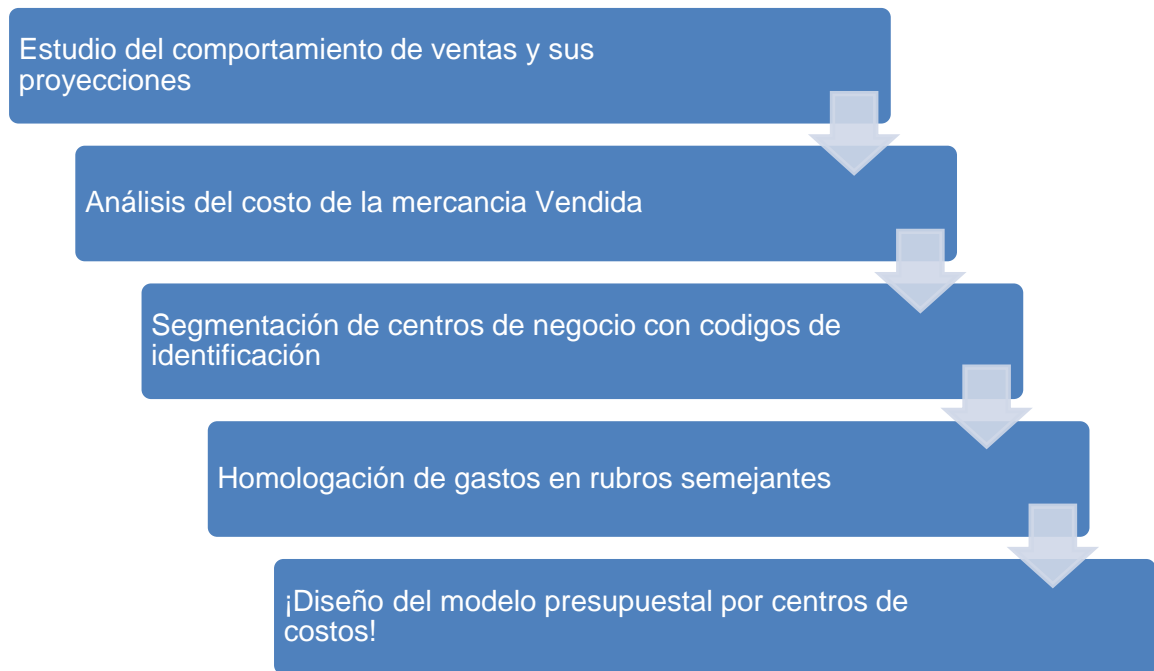 Estudio del comportamiento de ventas y sus
proyecciones
Análisis del costo de la mercancia Vendida
Segmentación de centros de negocio con codigos de
identificación
Homologación de gastos en rubros semejantes
¡Diseño del modelo presupuestal por centros de
costos!